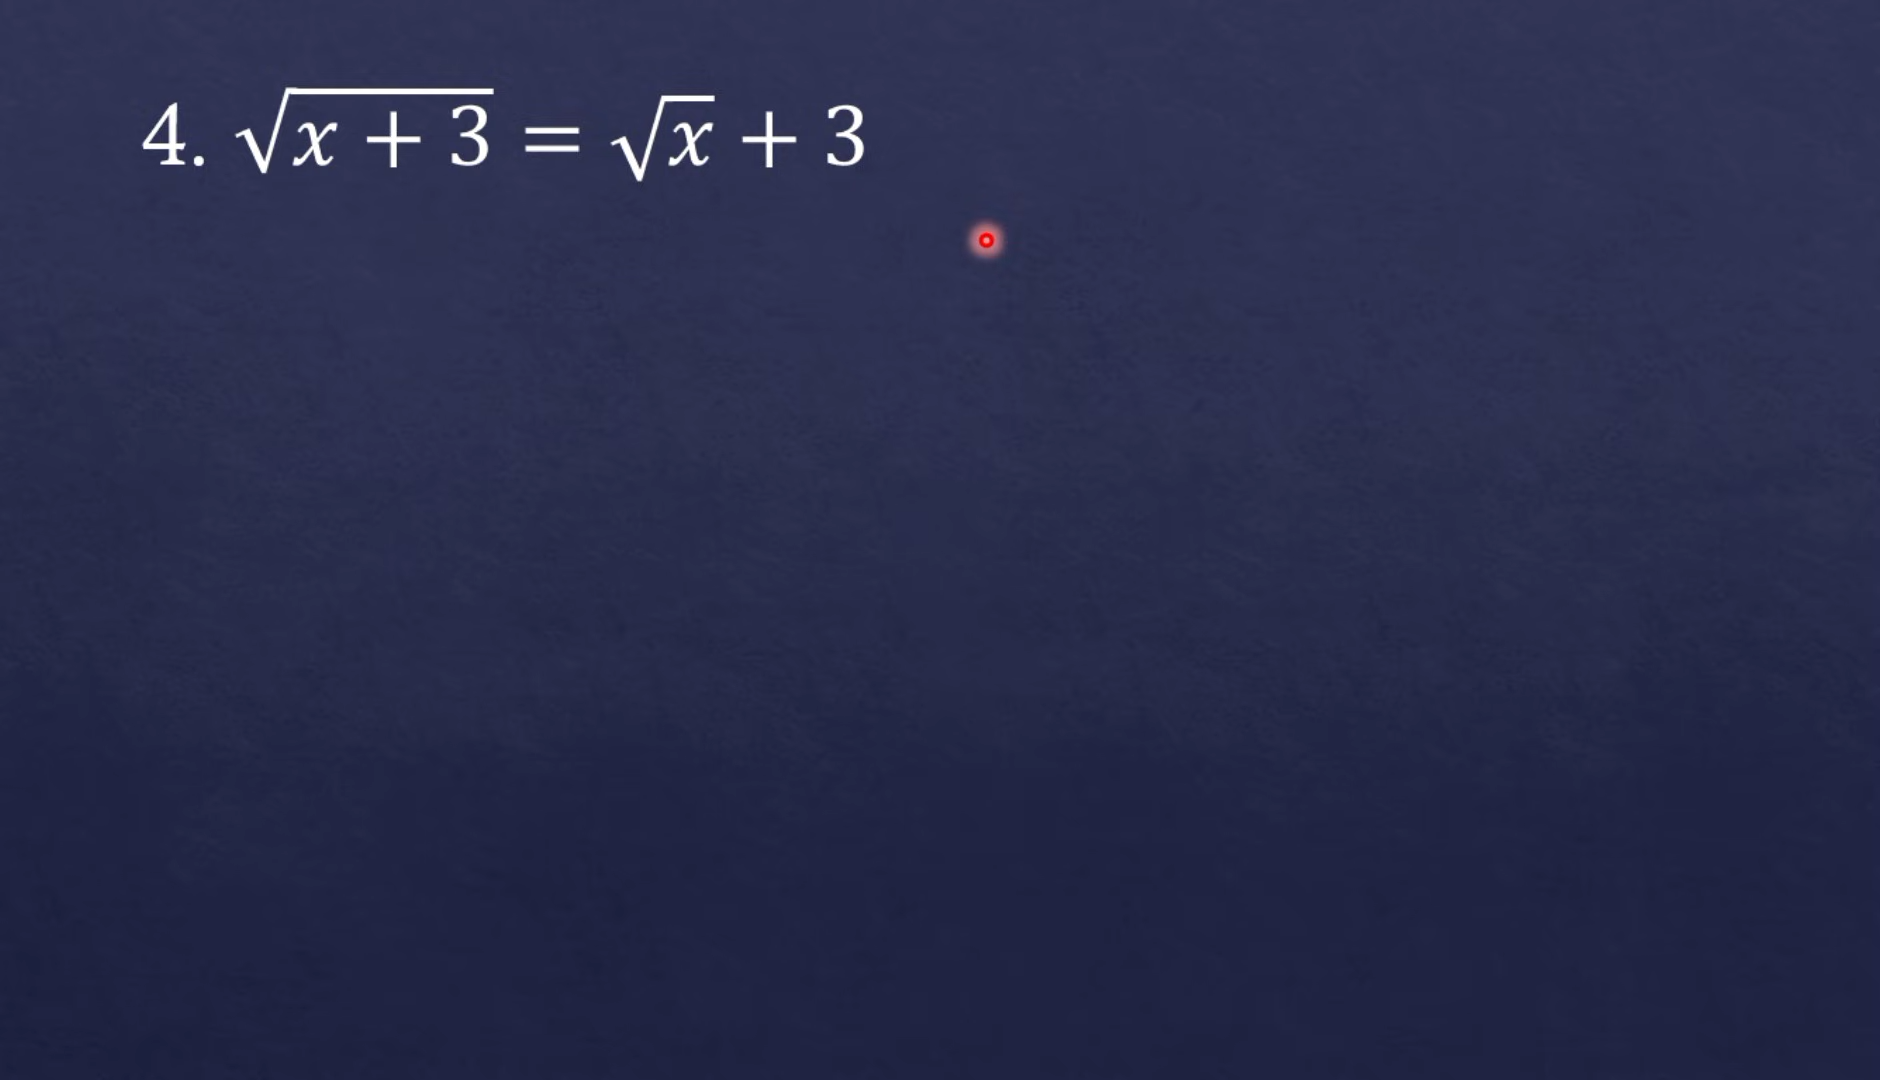 4. √(x + 3) = √x + 3